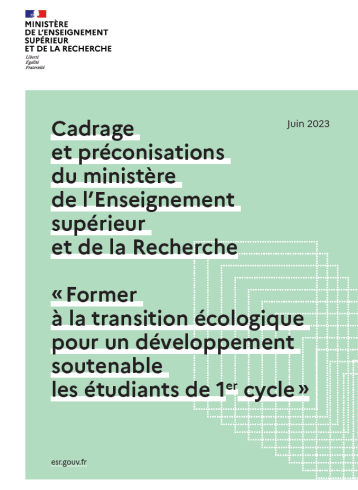 MINISTÈRE
DE L'ENSEIGNEMENT
SUPÉRIEUR
ET DE LA RECHERCHE
Liberté
Égalité
Fraternité
Juin 2023
Cadrage
et préconisations
du ministère
de l'Enseignement
supérieur
et de la Recherche
« Former
à la transition écologique
pour un développement
soutenable
les étudiants de 1er cycle »
esr.gouv.fr